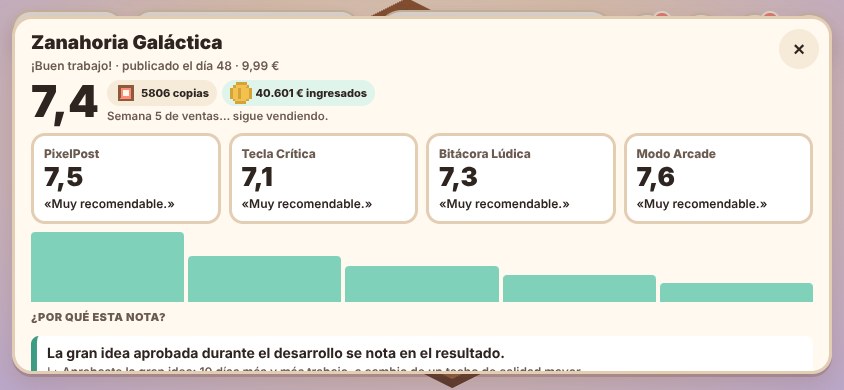 Zanahoria Galáctica
¡Buen trabajo! · publicado el día 48 · 9,99 €
7,4
5806 copias
40.601 € ingresados
Semana 5 de ventas... sigue vendiendo.
PixelPost
7,5
«Muy recomendable.»
Tecla Crítica
7,1
«Muy recomendable.»
Bitácora Lúdica
7,3
«Muy recomendable.»
Modo Arcade
7,6
«Muy recomendable.»
¿POR QUÉ ESTA NOTA?
La gran idea aprobada durante el desarrollo se nota en el resultado.